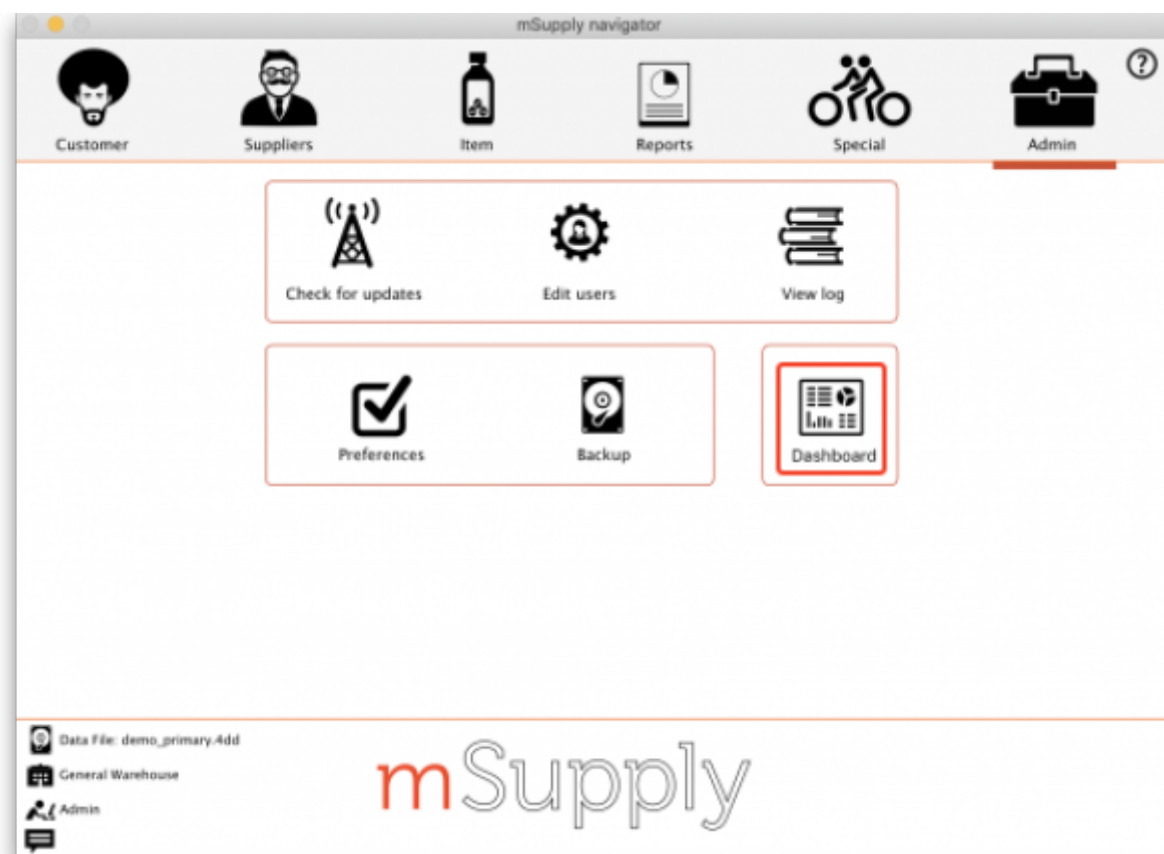 mSupply navigator
Customer Suppliers Item Reports Special Admin
?
Check for updates Edit users View log
Preferences Backup Dashboard
Data File: demo_primary.4dd
General Warehouse
Admin
mSupply